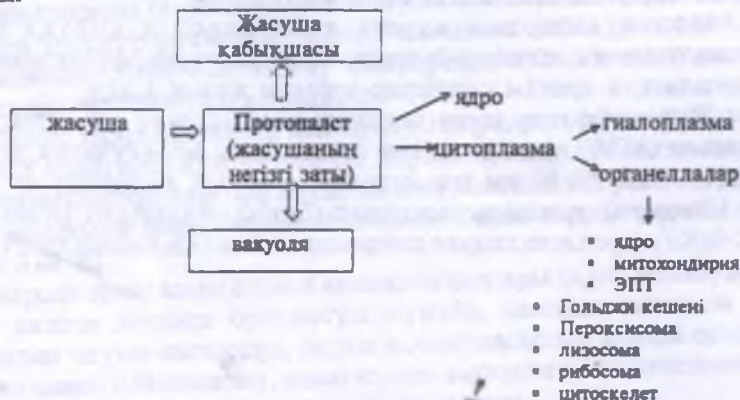 Жасуша
қабықшасы
жасуша
Протопласт
(жасушаның
негізгі заты)
ядро
цитоплазма
гиалоплазма
органеллалар
вакуоля
ядро
митохондирия
ЭПТ
Гольджи кешені
Пероксисома
лизосома
рибосома
цитоскелет